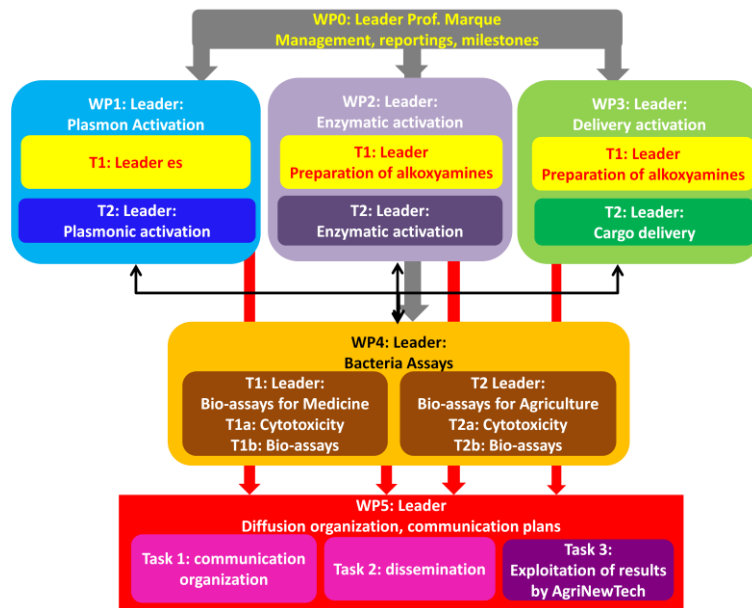 WP0: Leader Prof. Marque
Management, reportings, milestones
WP1: Leader:
Plasmon Activation
T1: Leader es
T2: Leader:
Plasmonic activation
WP2: Leader:
Enzymatic activation
T1: Leader
Preparation of alkoxyamines
T2: Leader:
Enzymatic activation
WP3: Leader:
Delivery activation
T1: Leader
Preparation of alkoxyamines
T2: Leader:
Cargo delivery
WP4: Leader:
Bacteria Assays
T1: Leader:
Bio-assays for Medicine
T1a: Cytotoxicity
T1b: Bio-assays
T2 Leader:
Bio-assays for Agriculture
T2a: Cytotoxicity
T2b: Bio-assays
WP5: Leader
Diffusion organization, communication plans
Task 1: communication
organization
Task 2: dissemination
Task 3:
Exploitation of results
by AgriNewTech